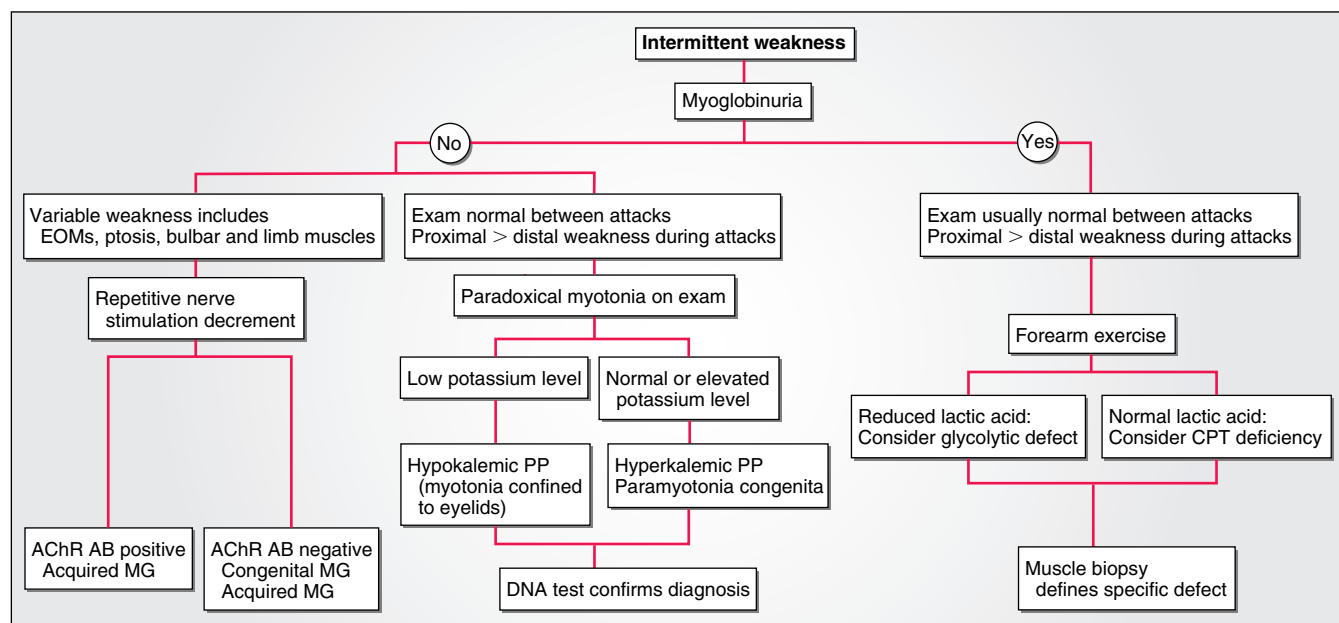 Intermittent weakness
Myoglobinuria
No
Yes
Variable weakness includes
EOMs, ptosis, bulbar and limb muscles
Repetitive nerve
stimulation decrement
AChR AB positive
Acquired MG
AChR AB negative
Congenital MG
Acquired MG
Exam normal between attacks
Proximal > distal weakness during attacks
Paradoxical myotonia on exam
Low potassium level
Normal or elevated
potassium level
Hypokalemic PP
(myotonia confined
to eyelids)
Hyperkalemic PP
Paramyotonia congenita
DNA test confirms diagnosis
Exam usually normal between attacks
Proximal > distal weakness during attacks
Forearm exercise
Reduced lactic acid:
Consider glycolytic defect
Normal lactic acid:
Consider CPT deficiency
Muscle biopsy
defines specific defect